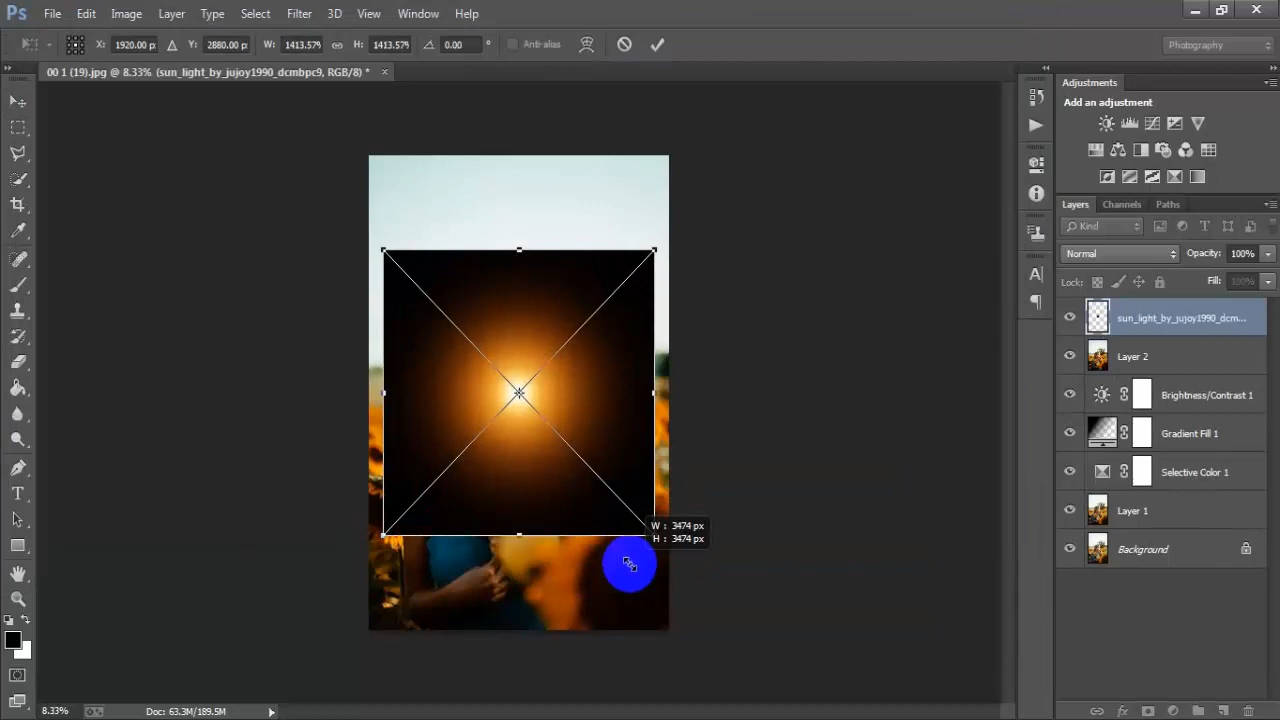 Ps File Edit Image Layer Type Select Filter 3D View Window Help
X: 1920.00 p Y: 2880.00 p W: 1413.57% H: 1413.57% 0.00 ° Anti-alias Photography
00 1 (19).jpg @ 8.33% (sun_light_by_jujoy1990_dcmbpc9, RGB/8) * ×
Adjustments
Add an adjustment
Layers Channels Paths
Kind
Normal Opacity: 100%
Lock: Fill: 100%
sun_light_by_jujoy1990_dcm...
Layer 2
Brightness/Contrast 1
Gradient Fill 1
Selective Color 1
Layer 1
Background
W : 3474 px
H : 3474 px
8.33% Doc: 63.3M/189.5M